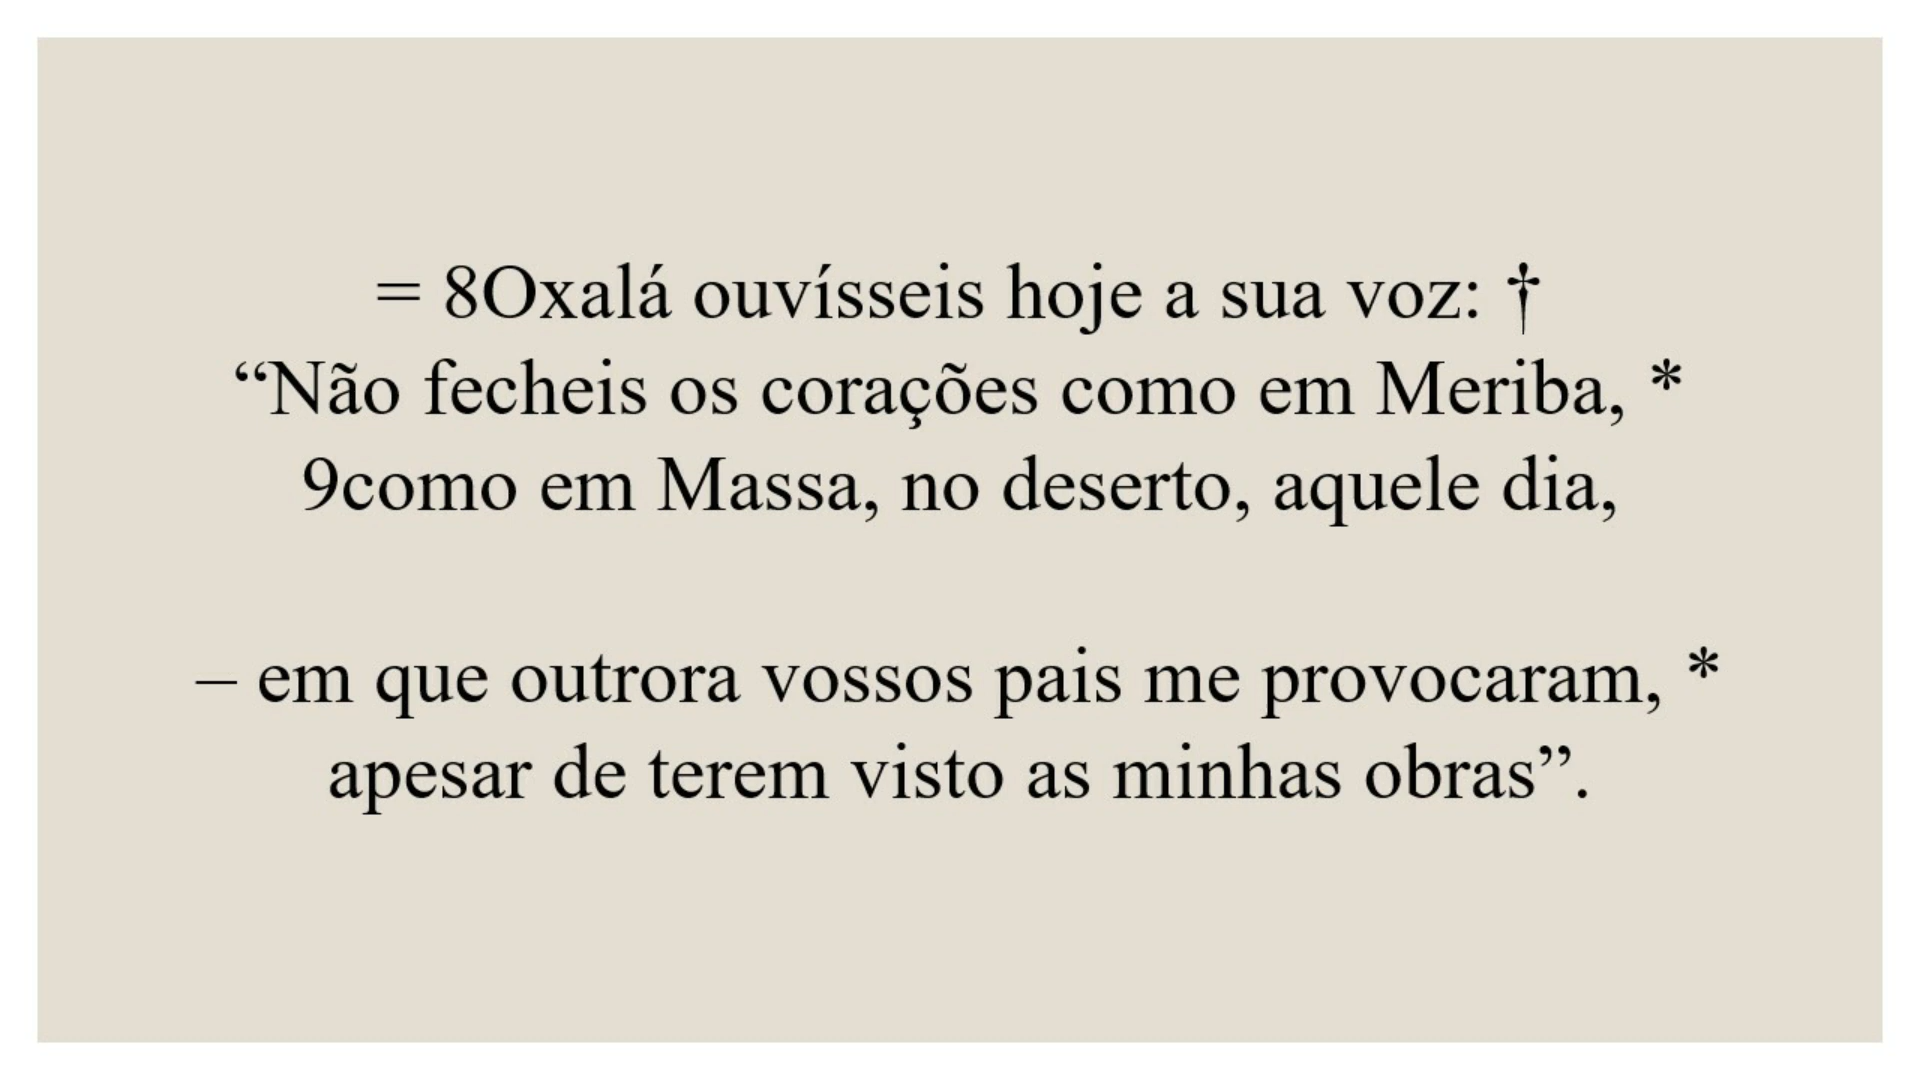 = 8Oxalá ouvísseis hoje a sua voz: †
“Não fecheis os corações como em Meriba, *
9como em Massa, no deserto, aquele dia,
– em que outrora vossos pais me provocaram, *
apesar de terem visto as minhas obras”.